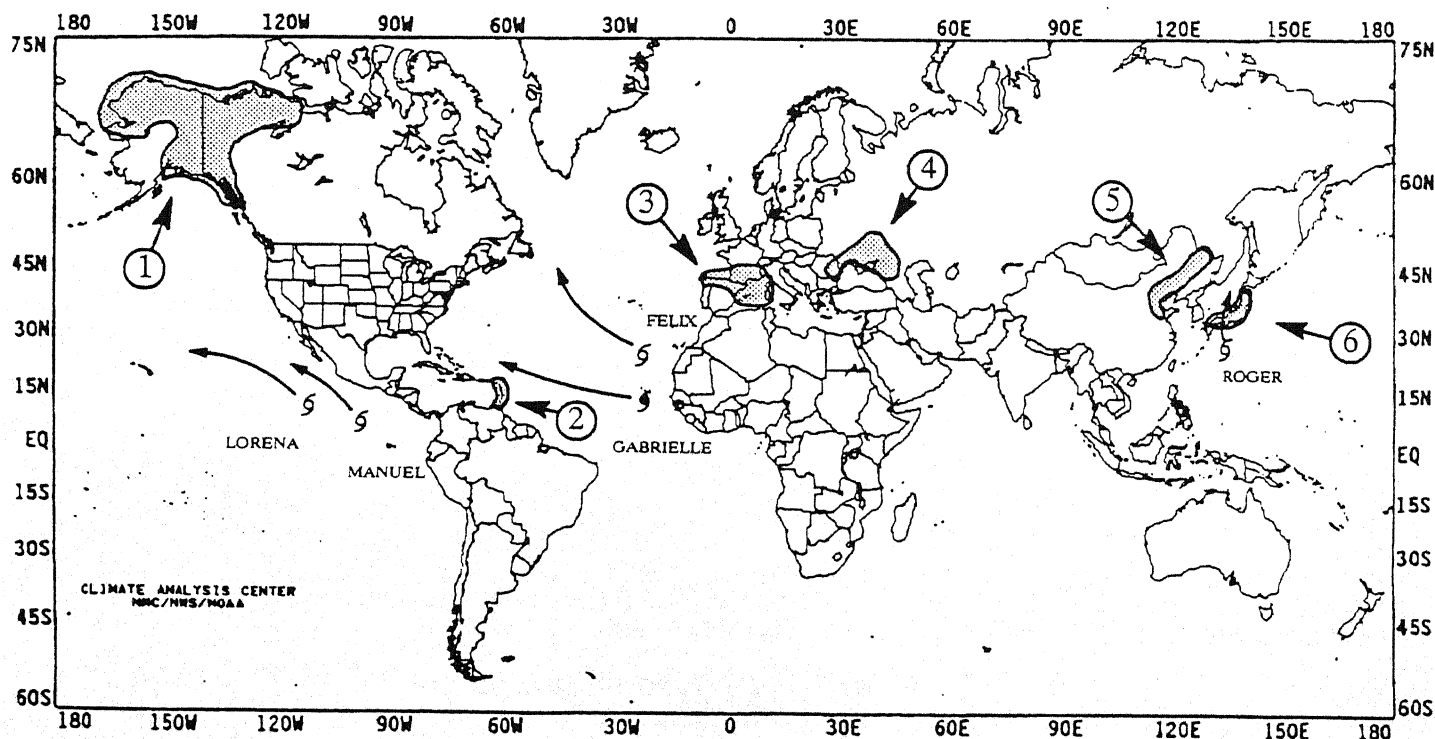 180 150W 120W 90W 60W 30W 0 30E 60E 90E 120E 150E 180
75N 75N
60N 60N
4
3
5
1
45N 45N
FELIX
30N 30N
6
ROGER
15N 15N
2
LORENA
GABRIELLE
EQ EQ
MANUEL
15S 15S
30S 30S
CLIMATE ANALYSIS CENTER
NMC/NWS/NOAA
45S 45S
60S 60S
180 150W 120W 90W 60W 30W 0 30E 60E 90E 120E 150E 180